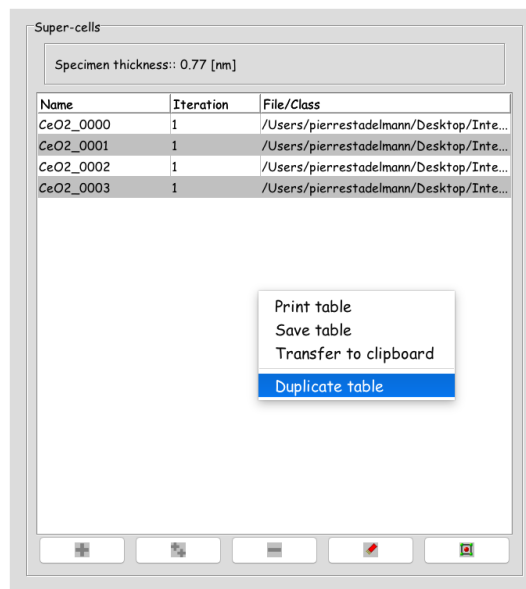 Super-cells
Specimen thickness:: 0.77 [nm]
Name Iteration File/Class
CeO2_0000 1 /Users/pierrestadelmann/Desktop/Inte...
CeO2_0001 1 /Users/pierrestadelmann/Desktop/Inte...
CeO2_0002 1 /Users/pierrestadelmann/Desktop/Inte...
CeO2_0003 1 /Users/pierrestadelmann/Desktop/Inte...
Print table
Save table
Transfer to clipboard
Duplicate table